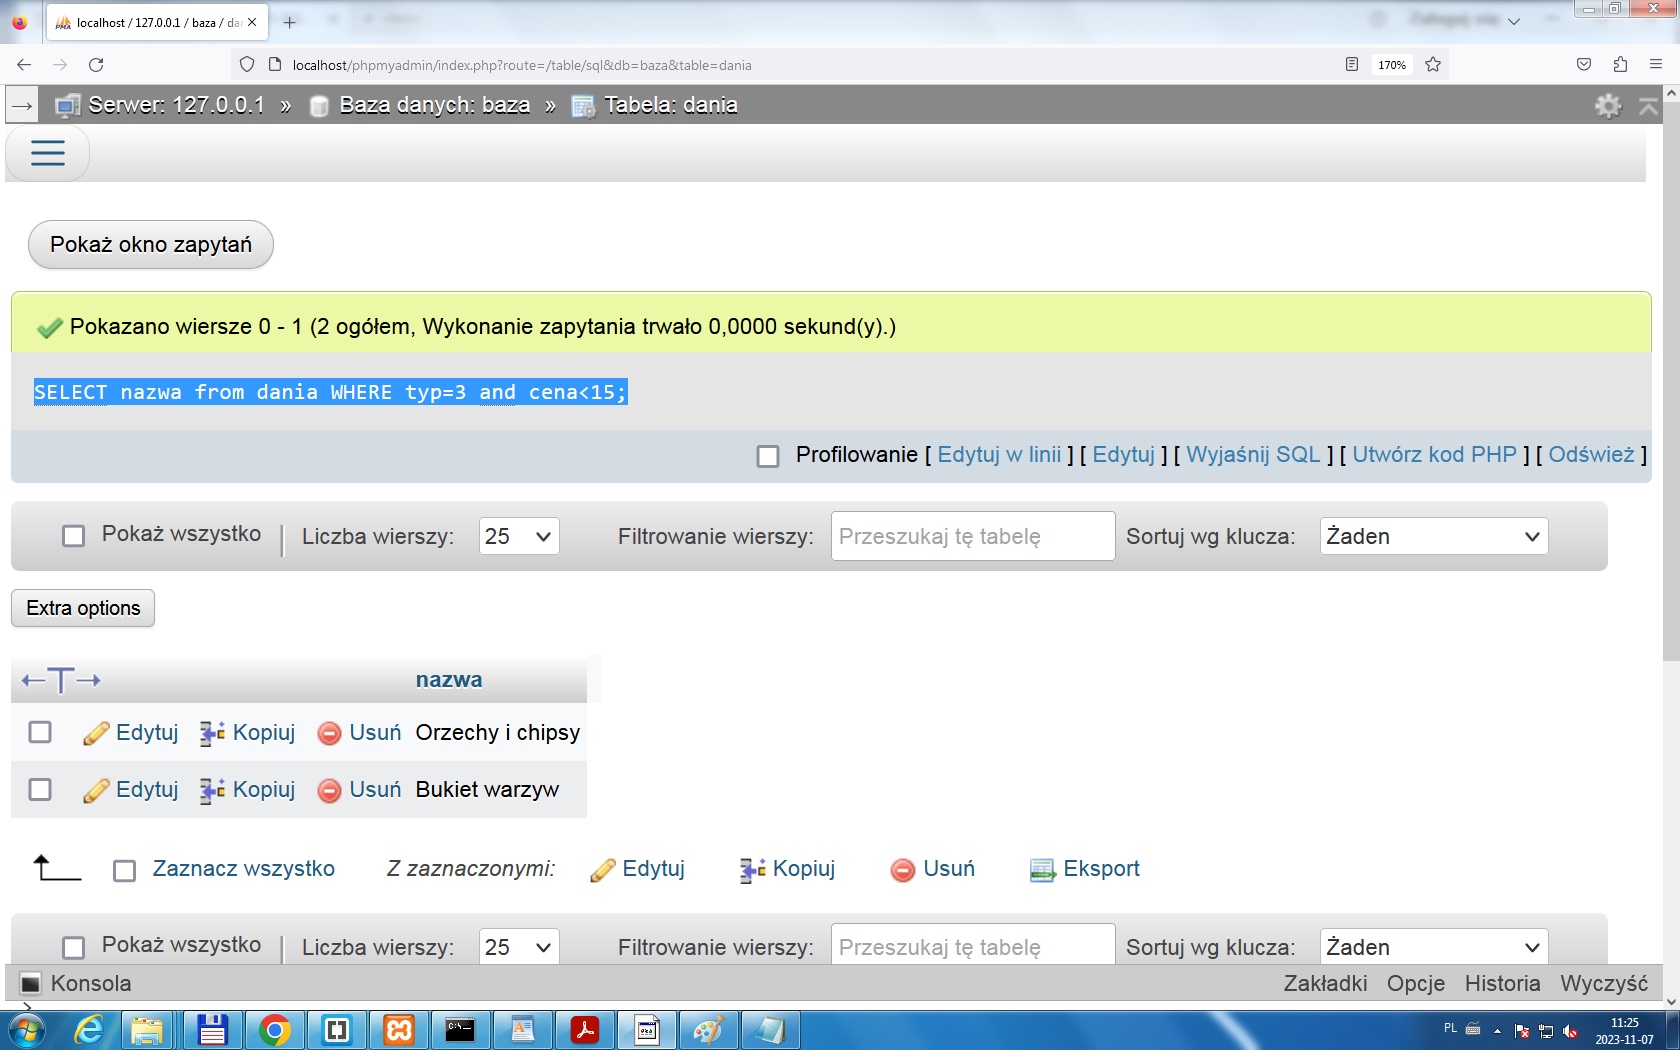 localhost / 127.0.0.1 / baza / da
localhost/phpmyadmin/index.php?route=/table/sql&db=baza&table=dania
170%
Serwer: 127.0.0.1 » Baza danych: baza » Tabela: dania
Pokaż okno zapytań
Pokazano wiersze 0 - 1 (2 ogółem, Wykonanie zapytania trwało 0,0000 sekund(y).)
SELECT nazwa from dania WHERE typ=3 and cena<15;
Profilowanie [ Edytuj w linii ] [ Edytuj ] [ Wyjaśnij SQL ] [ Utwórz kod PHP ] [ Odśwież ]
Pokaż wszystko | Liczba wierszy: 25 Filtrowanie wierszy: Przeszukaj tę tabelę Sortuj wg klucza: Żaden
Extra options
←T→ nazwa
Edytuj Kopiuj Usuń Orzechy i chipsy
Edytuj Kopiuj Usuń Bukiet warzyw
Zaznacz wszystko Z zaznaczonymi: Edytuj Kopiuj Usuń Eksport
Pokaż wszystko | Liczba wierszy: 25 Filtrowanie wierszy: Przeszukaj tę tabelę Sortuj wg klucza: Żaden
Konsola Zakładki Opcje Historia Wyczyść
>
PL
11:25
2023-11-07